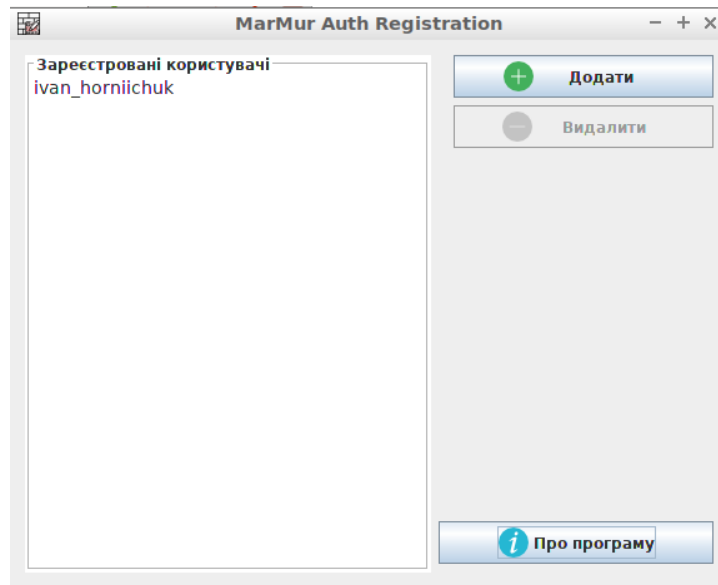 MarMur Auth Registration
Зареєстровані користувачі
ivan_horniichuk
Додати
Видалити
Про програму